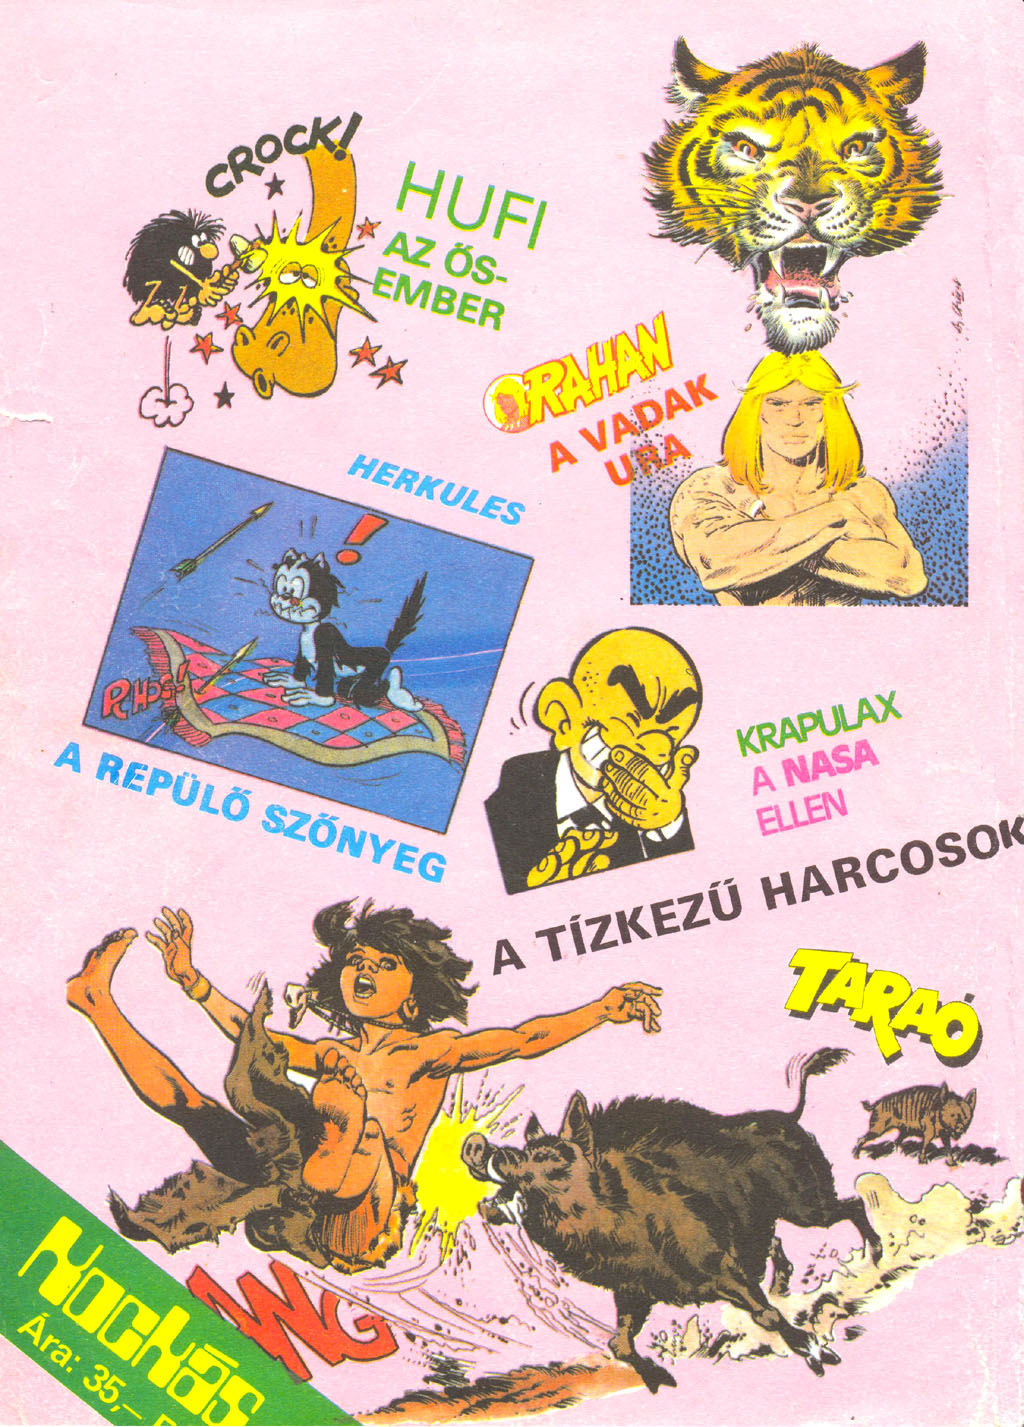 CROCK!
HUFI
AZ ŐS-
EMBER
RAHAN
A VADAK
URA
HERKULES
A REPÜLŐ SZŐNYEG
KRAPULAX
A NASA
ELLEN
A TÍZKEZŰ HARCOSOK
TARAÓ
Kockás
Ára: 35,–